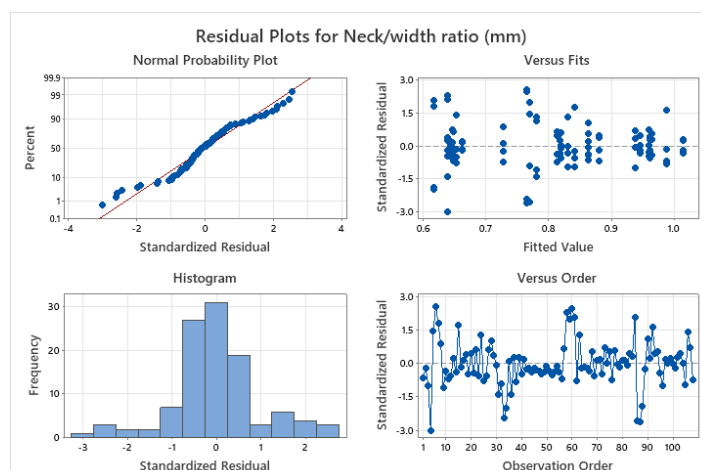 Residual Plots for Neck/width ratio (mm)
Normal Probability Plot
99.9
99
90
50
10
1
0.1
Percent
-4 -2 0 2 4
Standardized Residual
Versus Fits
3.0
1.5
0.0
-1.5
-3.0
Standardized Residual
0.6 0.7 0.8 0.9 1.0
Fitted Value
Histogram
30
20
10
0
Frequency
-3 -2 -1 0 1 2
Standardized Residual
Versus Order
3.0
1.5
0.0
-1.5
-3.0
Standardized Residual
1 10 20 30 40 50 60 70 80 90 100
Observation Order